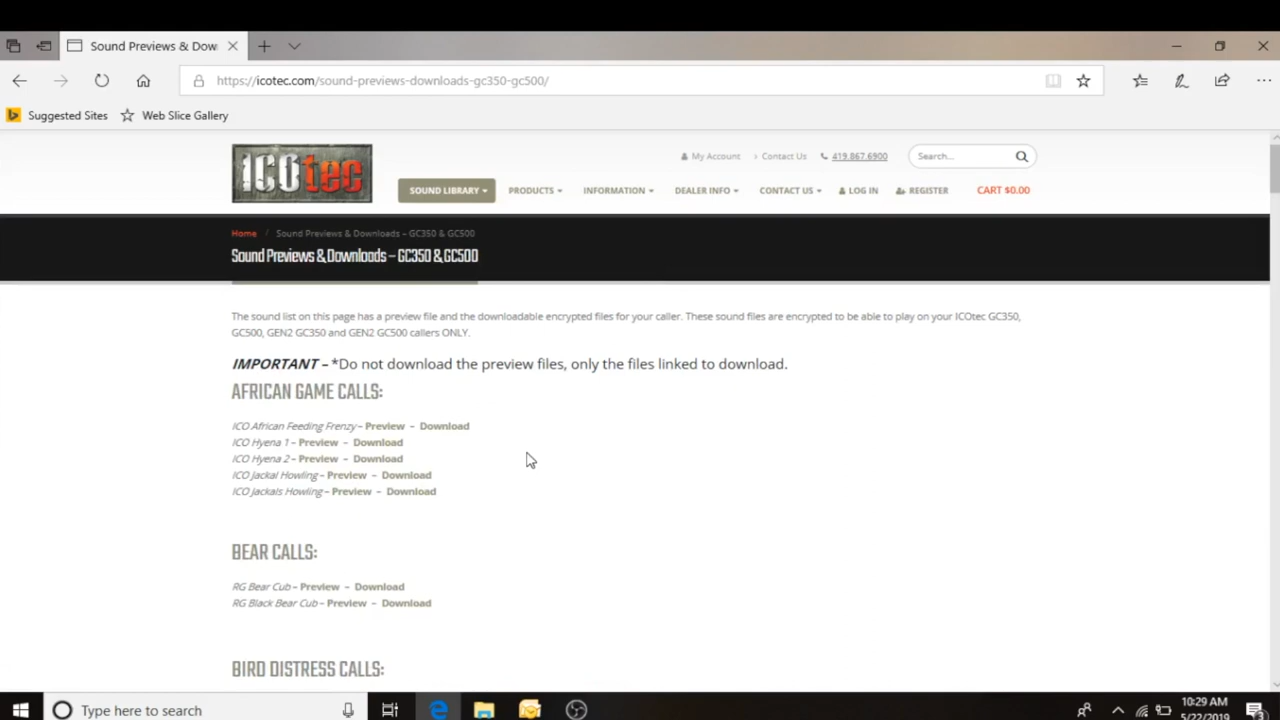 Sound Previews & Dow
https://icotec.com/sound-previews-downloads-gc350-gc500/
Suggested Sites
Web Slice Gallery
ICOtec
My Account
Contact Us
419.867.6900
Search...
SOUND LIBRARY
PRODUCTS
INFORMATION
DEALER INFO
CONTACT US
LOG IN
REGISTER
CART $0.00
Home / Sound Previews & Downloads – GC350 & GC500
Sound Previews & Downloads – GC350 & GC500
The sound list on this page has a preview file and the downloadable encrypted files for your caller. These sound files are encrypted to be able to play on your ICOtec GC350,
GC500, GEN2 GC350 and GEN2 GC500 callers ONLY.
IMPORTANT – *Do not download the preview files, only the files linked to download.
AFRICAN GAME CALLS:
ICO African Feeding Frenzy – Preview – Download
ICO Hyena 1 – Preview – Download
ICO Hyena 2 – Preview – Download
ICO Jackal Howling – Preview – Download
ICO Jackals Howling – Preview – Download
BEAR CALLS:
RG Bear Cub – Preview – Download
RG Black Bear Cub – Preview – Download
BIRD DISTRESS CALLS:
Type here to search
10:29 AM
5/22/2019